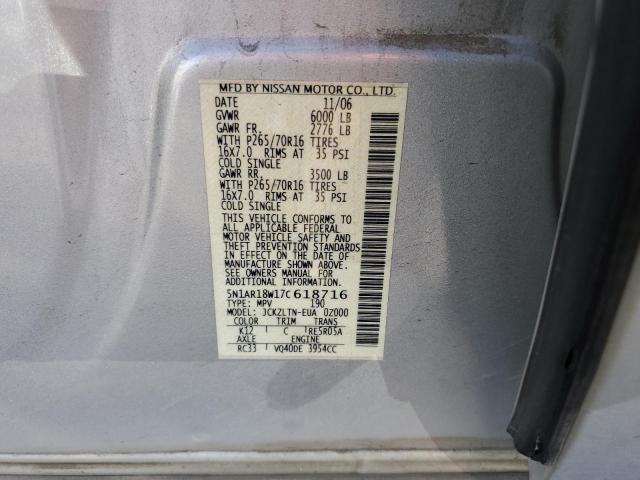 MFD BY NISSAN MOTOR CO., LTD.
DATE 11/06
GVWR 6000 LB
GAWR FR. 2776 LB
WITH P265/70R16 TIRES
16X7.0 RIMS AT 35 PSI
COLD SINGLE
GAWR RR. 3500 LB
WITH P265/70R16 TIRES
16X7.0 RIMS AT 35 PSI
COLD SINGLE
THIS VEHICLE CONFORMS TO
ALL APPLICABLE FEDERAL
MOTOR VEHICLE SAFETY AND
THEFT PREVENTION STANDARDS
IN EFFECT ON THE DATE OF
MANUFACTURE SHOWN ABOVE.
SEE OWNERS MANUAL FOR
ADDITIONAL INFORMATION
5N1AR18W17C618716
TYPE: MPV 190
MODEL: JCKZLTN-EUA 0Z000
COLOR TRIM TRANS
K12 C RE5R05A
AXLE ENGINE
RC33 VQ40DE 3954CC